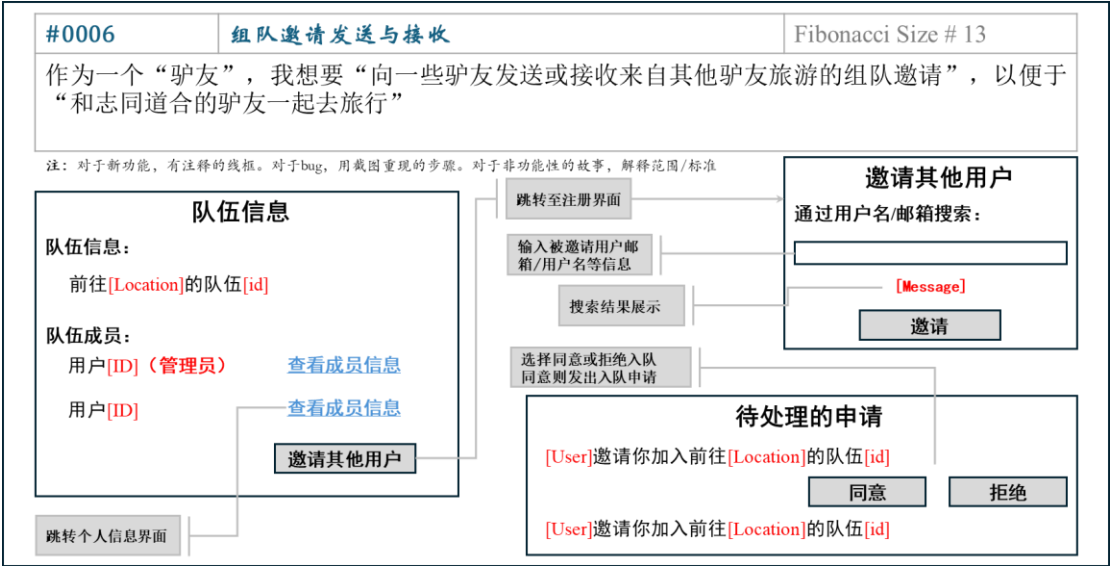 #0006
组队邀请发送与接收
Fibonacci Size # 13
作为一个“驴友”，我想要“向一些驴友发送或接收来自其他驴友旅游的组队邀请”，以便于
“和志同道合的驴友一起去旅行”
注：对于新功能，有注释的线框。对于bug，用截图重现的步骤。对于非功能性的故事，解释范围/标准
队伍信息
队伍信息：
前往[Location]的队伍[id]
队伍成员：
用户[ID]（管理员）
查看成员信息
用户[ID]
查看成员信息
邀请其他用户
跳转个人信息界面
跳转至注册界面
输入被邀请用户邮
箱/用户名等信息
搜索结果展示
邀请其他用户
通过用户名/邮箱搜索：
[Message]
邀请
选择同意或拒绝入队
同意则发出入队申请
待处理的申请
[User]邀请你加入前往[Location]的队伍[id]
同意
拒绝
[User]邀请你加入前往[Location]的队伍[id]